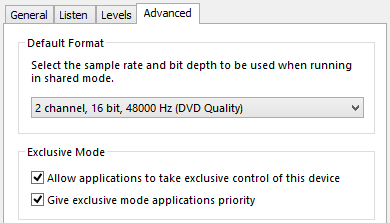 General Listen Levels Advanced
Default Format
Select the sample rate and bit depth to be used when running
in shared mode.
2 channel, 16 bit, 48000 Hz (DVD Quality)
Exclusive Mode
Allow applications to take exclusive control of this device
Give exclusive mode applications priority